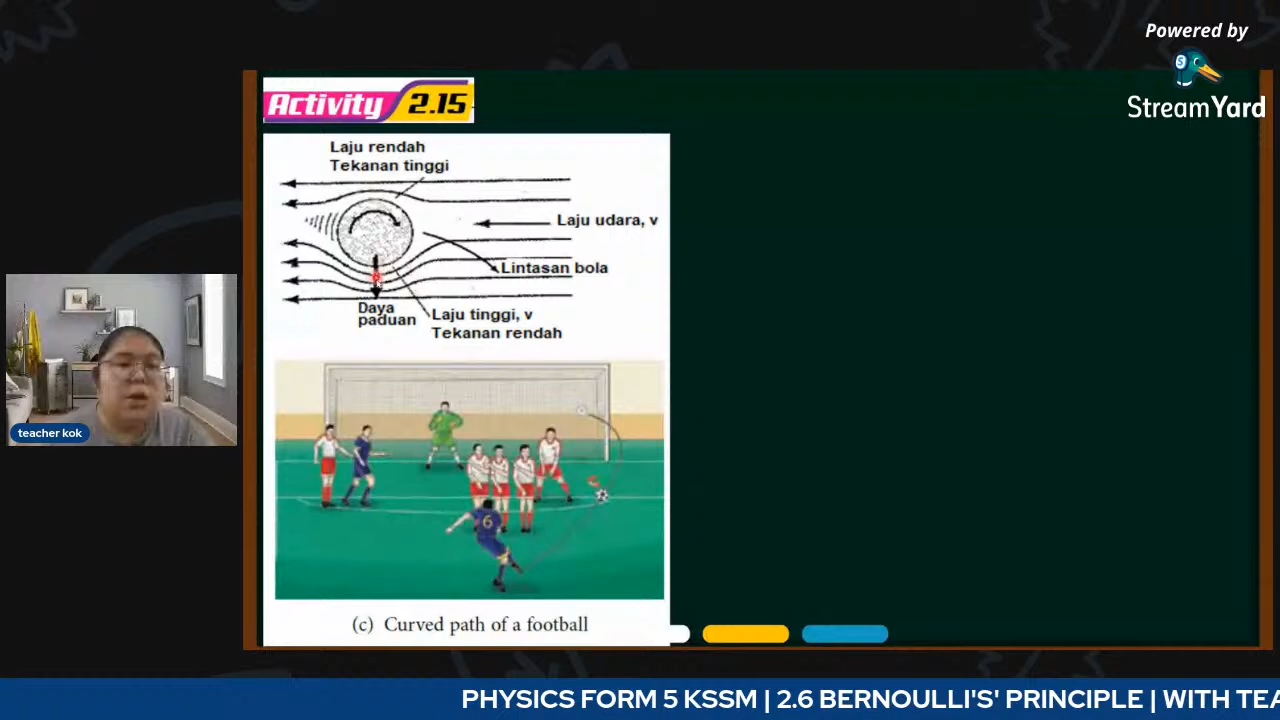 Powered by
StreamYard
Activity 2.15
Laju rendah
Tekanan tinggi
Laju udara, v
Lintasan bola
Daya
paduan
Laju tinggi, v
Tekanan rendah
6
(c) Curved path of a football
teacher kok
PHYSICS FORM 5 KSSM | 2.6 BERNOULLI'S' PRINCIPLE | WITH TEA